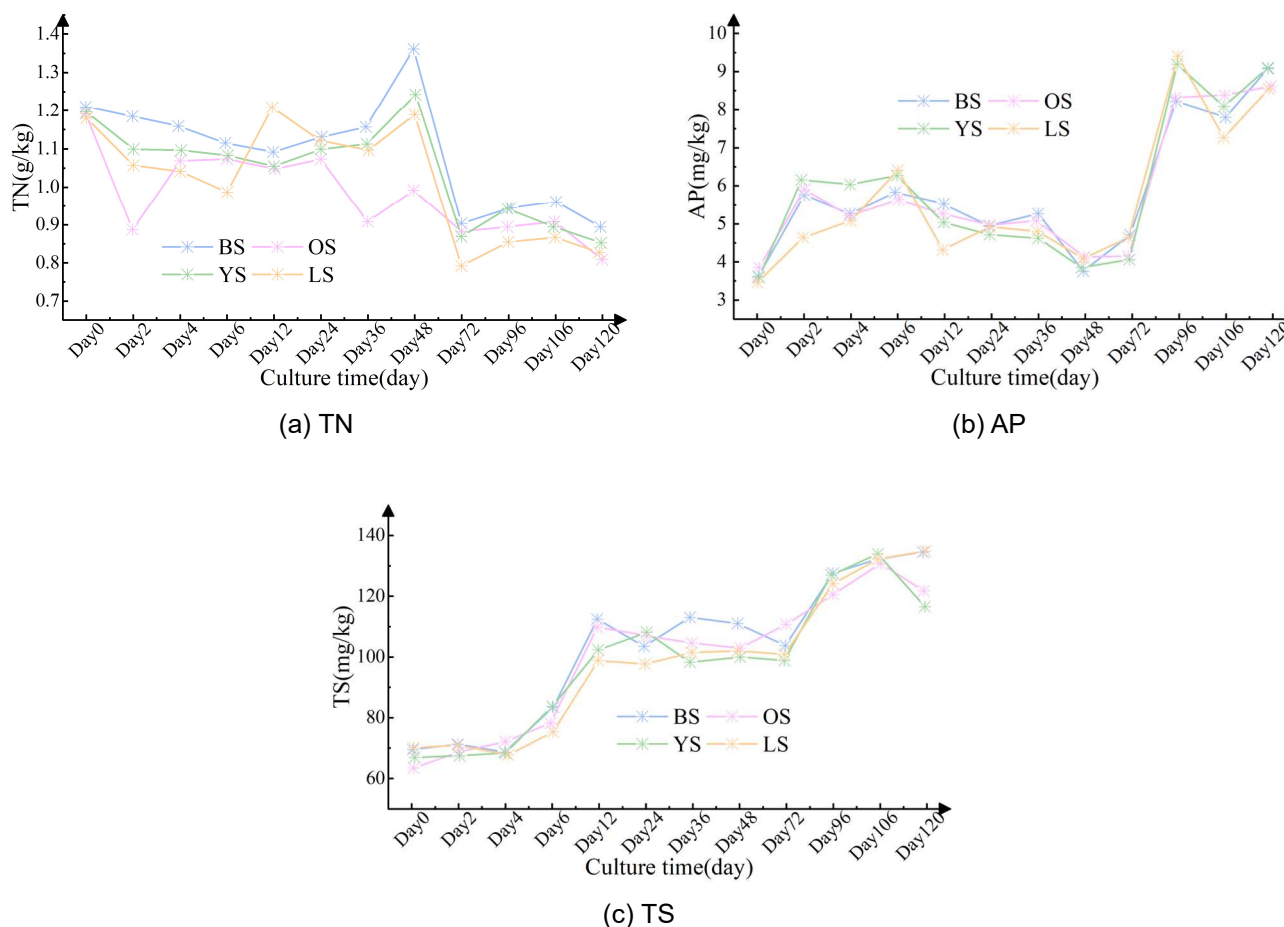 1.4
1.3
1.2
1.1
1.0
0.9
0.8
0.7
TN(g/kg)
BS OS
YS LS
Day0 Day2 Day4 Day6 Day12 Day24 Day36 Day48 Day72 Day96 Day106 Day120
Culture time(day)
(a) TN
10
9
8
7
6
5
4
3
AP(mg/kg)
BS OS
YS LS
Day0 Day2 Day4 Day6 Day12 Day24 Day36 Day48 Day72 Day96 Day106 Day120
Culture time(day)
(b) AP
140
120
100
80
60
TS(mg/kg)
BS OS
YS LS
Day0 Day2 Day4 Day6 Day12 Day24 Day36 Day48 Day72 Day96 Day106 Day120
Culture time(day)
(c) TS